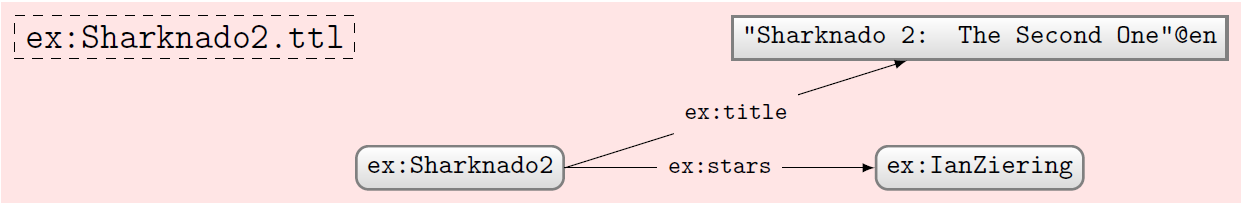 ex:Sharknado2.ttl
"Sharknado 2: The Second One"@en
ex:title
ex:Sharknado2
ex:stars
ex:IanZiering